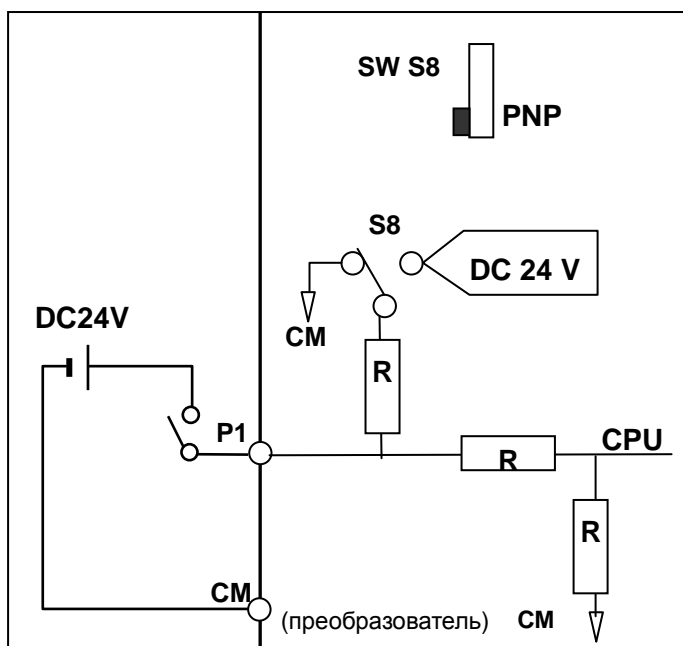 SW S8
PNP
S8
DC 24 V
CM
DC24V
R
P1
R
CPU
R
CM
(преобразователь)
CM